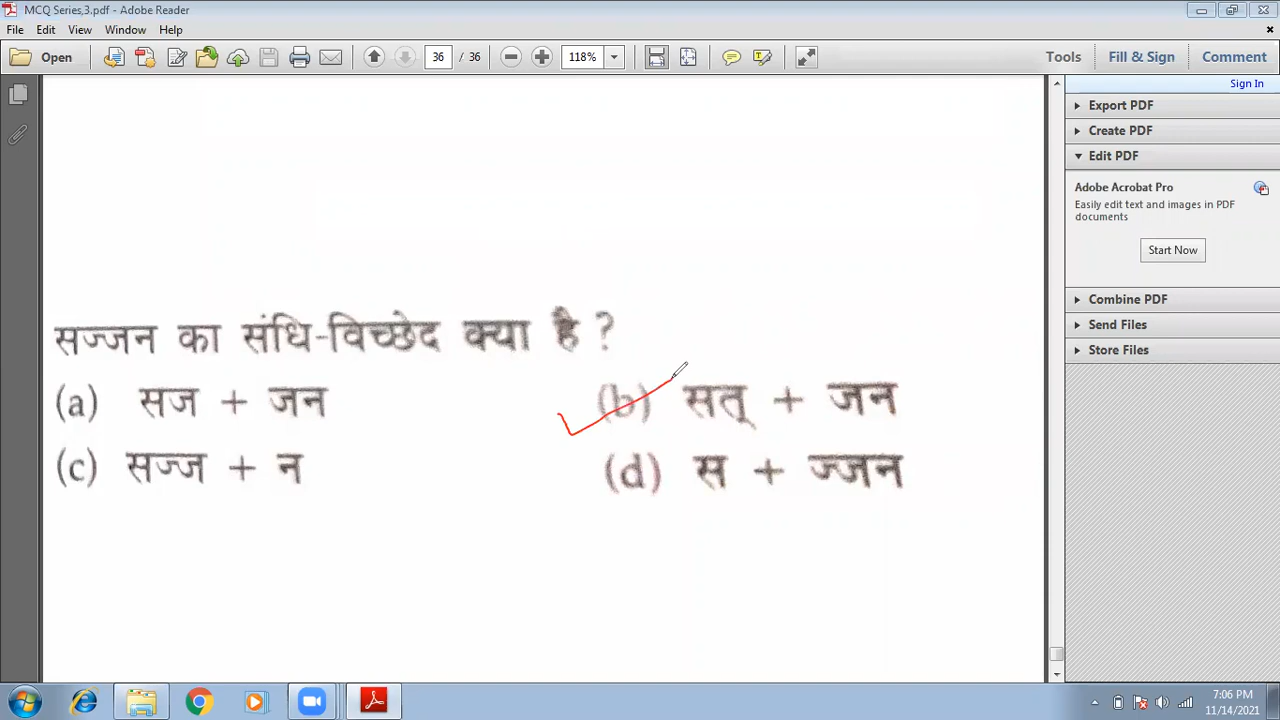 MCQ Series,3.pdf - Adobe Reader
File Edit View Window Help
Open 36 / 36 118% Tools Fill & Sign Comment
Sign In
Export PDF
Create PDF
Edit PDF
Adobe Acrobat Pro
Easily edit text and images in PDF
documents
Start Now
Combine PDF
Send Files
Store Files
सज्जन का संधि-विच्छेद क्या है ?
(a) सज + जन (b) सत् + जन
(c) सज्ज + न (d) स + ज्जन
7:06 PM
11/14/2021